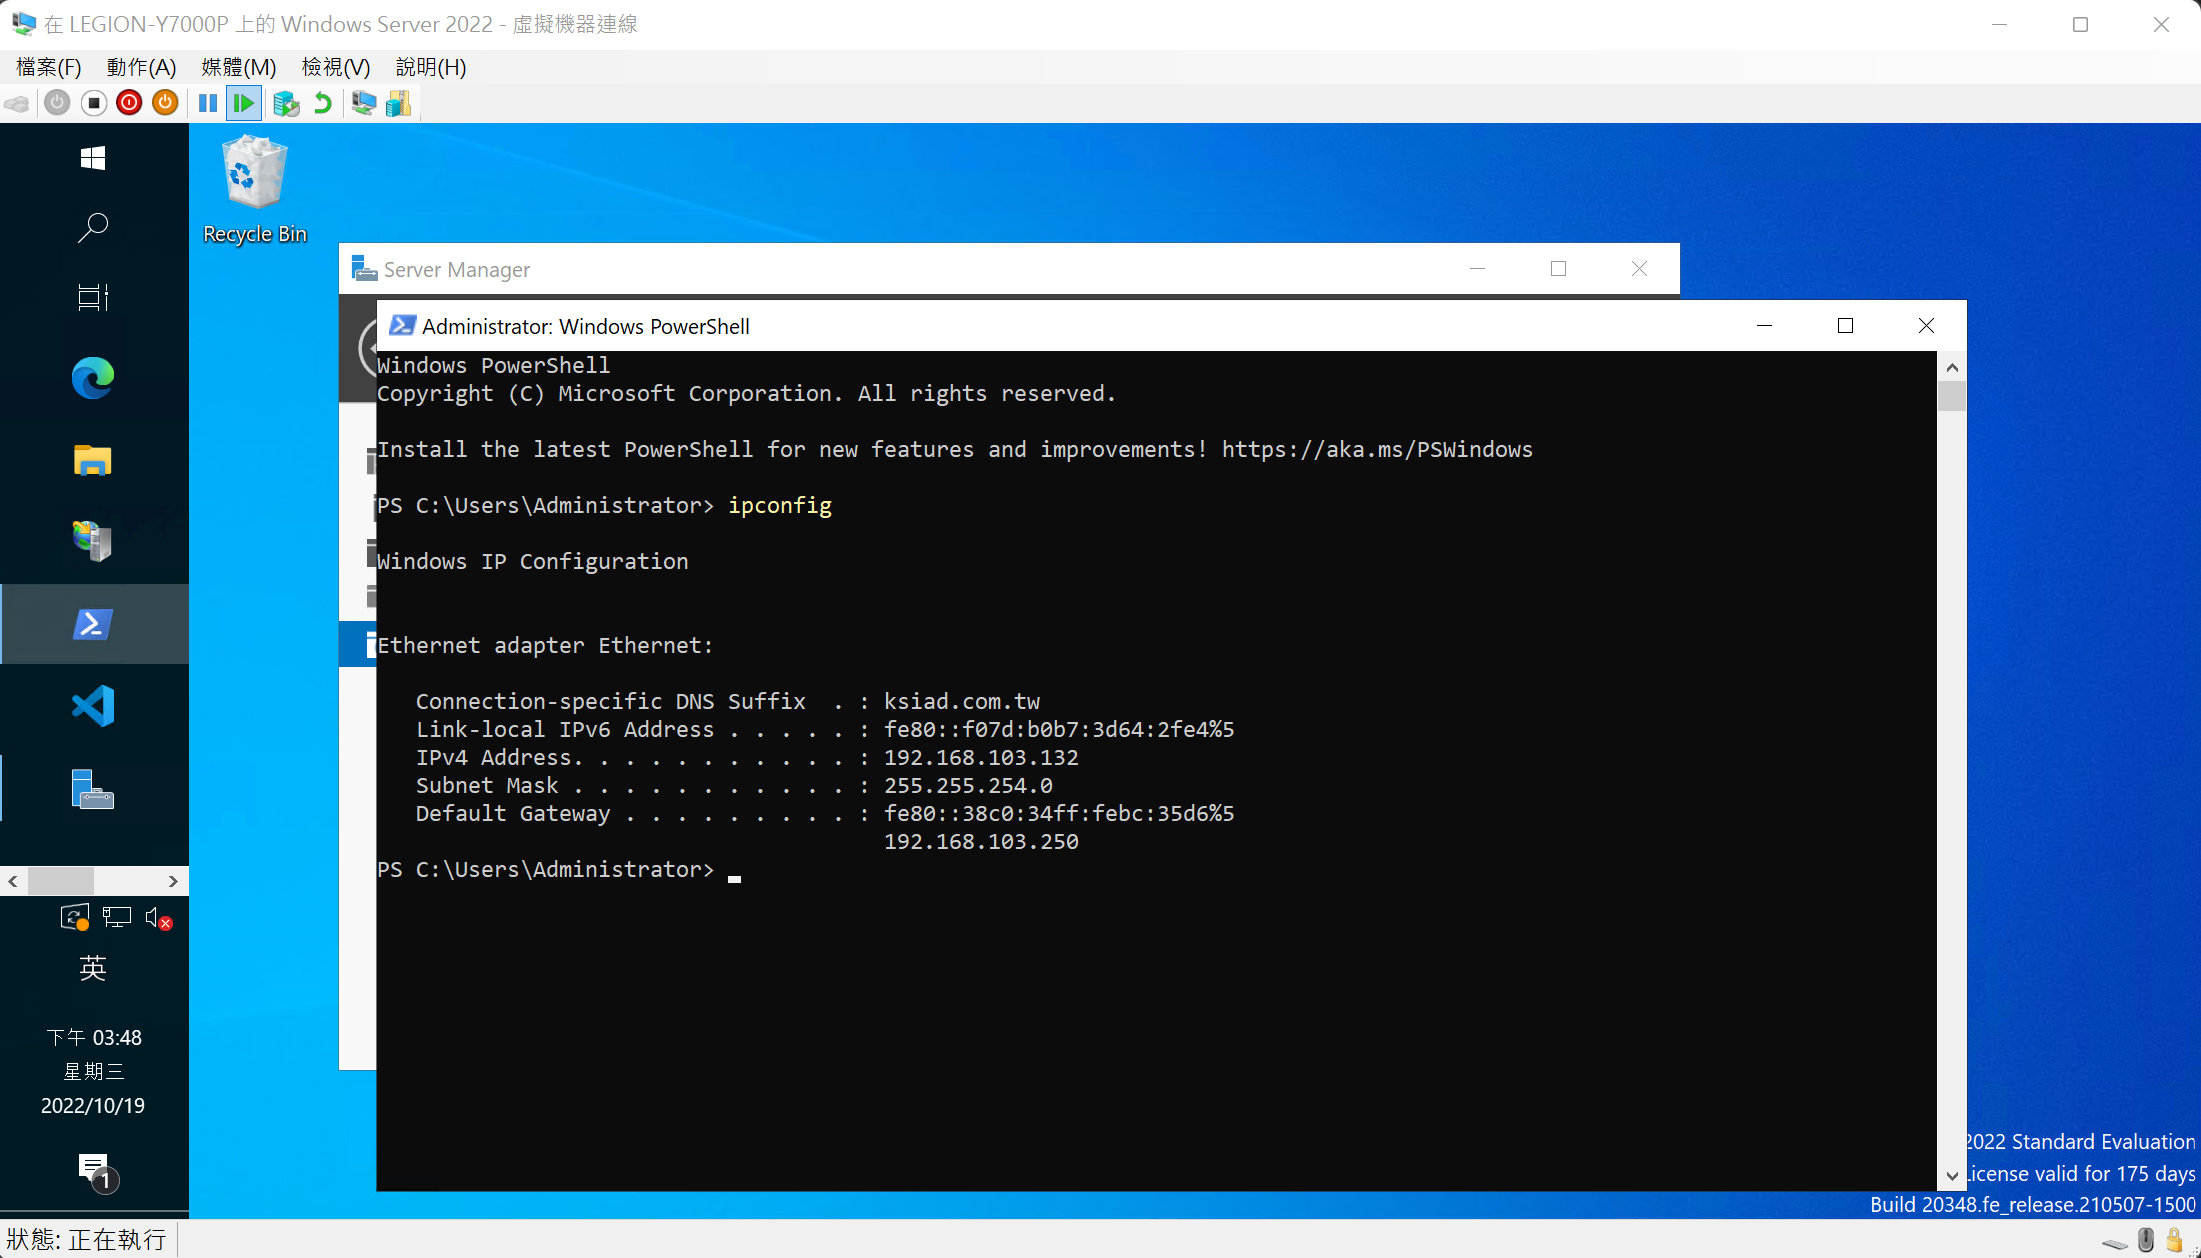 在 LEGION-Y7000P 上的 Windows Server 2022 - 虛擬機器連線
檔案(F) 動作(A) 媒體(M) 檢視(V) 說明(H)
Recycle Bin
Server Manager
Administrator: Windows PowerShell
Windows PowerShell
Copyright (C) Microsoft Corporation. All rights reserved.
Install the latest PowerShell for new features and improvements! https://aka.ms/PSWindows
PS C:\Users\Administrator> ipconfig
Windows IP Configuration
Ethernet adapter Ethernet:
Connection-specific DNS Suffix  . : ksiad.com.tw
Link-local IPv6 Address . . . . . : fe80::f07d:b0b7:3d64:2fe4%5
IPv4 Address. . . . . . . . . . . : 192.168.103.132
Subnet Mask . . . . . . . . . . . : 255.255.254.0
Default Gateway . . . . . . . . . : fe80::38c0:34ff:febc:35d6%5
192.168.103.250
PS C:\Users\Administrator>
英
下午 03:48
星期三
2022/10/19
1
2022 Standard Evaluation
License valid for 175 days
Build 20348.fe_release.210507-1500
狀態: 正在執行